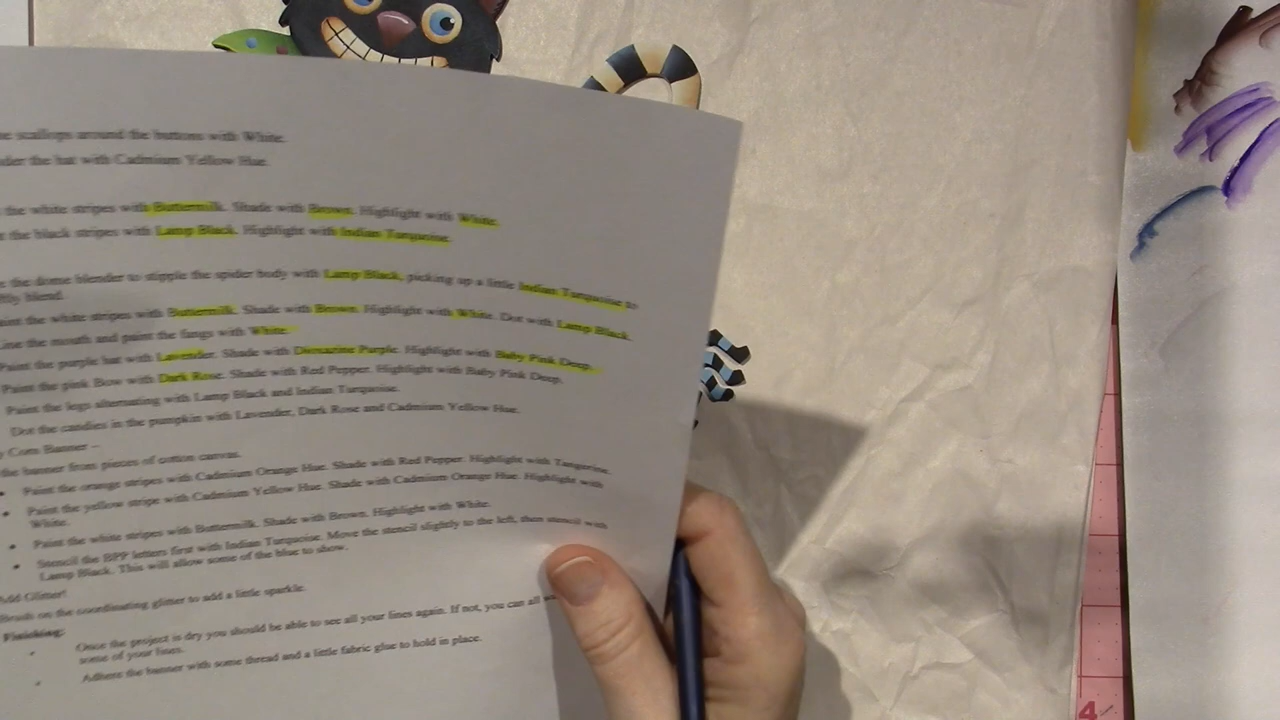 scallops around the buttons with White.
the hat with Cadmium Yellow Hue.
the white stripes with Buttermilk. Shade with Brown. Highlight with White.
the black stripes with Lamp Black. Highlight with Indian Turquoise.
the dome blender to stipple the spider body with Lamp Black, picking up a little Indian Turquoise to
blend.
the white stripes with Buttermilk. Shade with Brown. Highlight with White. Dot with Lamp Black.
the mouth and paint the fangs with White.
Paint the purple hat with Lavender. Shade with Dioxazine Purple. Highlight with Baby Pink Deep.
Paint the pink Bow with Dark Rose. Shade with Red Pepper. Highlight with Baby Pink Deep.
Paint the legs alternating with Lamp Black and Indian Turquoise.
Dot the candies in the pumpkin with Lavender, Dark Rose and Cadmium Yellow Hue.
Corn Banner –
the banner from pieces of cotton canvas.
• Paint the orange stripes with Cadmium Orange Hue. Shade with Red Pepper. Highlight with Tangerine.
• Paint the yellow stripe with Cadmium Yellow Hue. Shade with Cadmium Orange Hue. Highlight with
White.
• Paint the white stripes with Buttermilk. Shade with Brown. Highlight with White.
• Stencil the BPP letters first with Indian Turquoise. Move the stencil slightly to the left, then stencil with
Lamp Black. This will allow some of the blue to show.
Add Glitter!
Brush on the coordinating glitter to add a little sparkle.
Finishing:
• Once the project is dry you should be able to see all your lines again. If not, you can
some of your lines.
• Adhere the banner with some thread and a little fabric glue to hold in place.
4